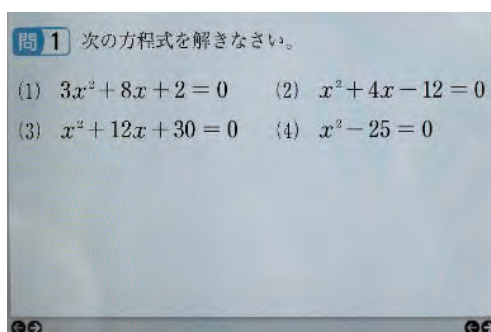 問 1 次の方程式を解きなさい。
(1) 3x²+8x+2=0 (2) x²+4x−12=0
(3) x²+12x+30=0 (4) x²−25=0